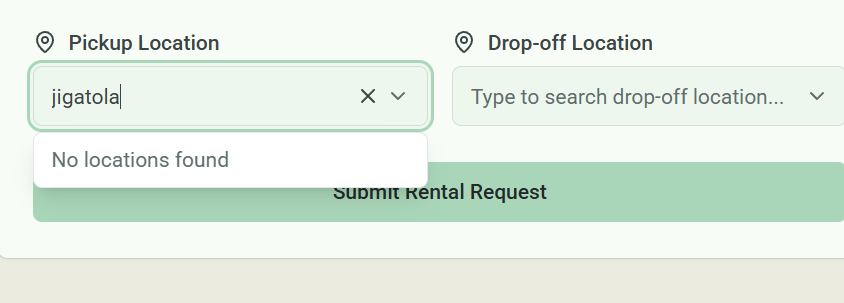 Pickup Location
Drop-off Location
jigatola
Type to search drop-off location...
No locations found
Submit Rental Request